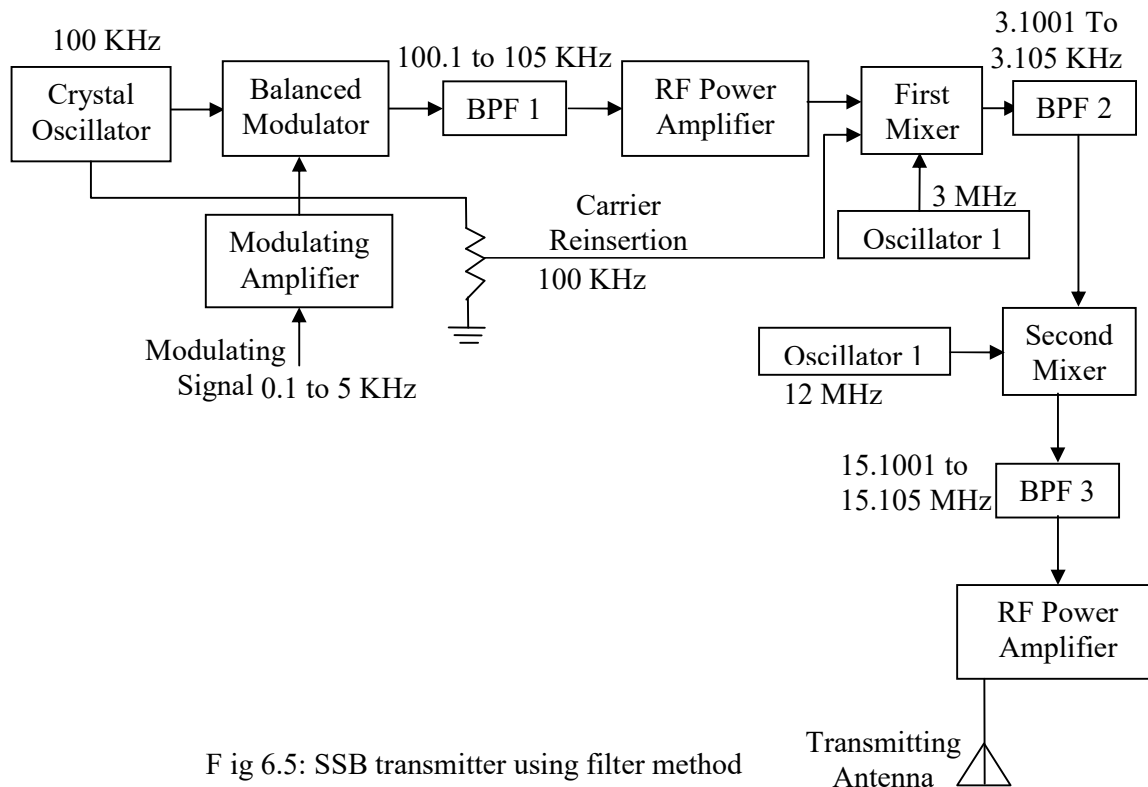 100 KHz
Crystal
Oscillator
Balanced
Modulator
100.1 to 105 kHz
BPF 1
RF Power
Amplifier
First
Mixer
3.1001 To
3.105 KHz
BPF 2
Modulating
Amplifier
Carrier
Reinsertion
100 KHz
3 MHz
Oscillator 1
Modulating
Signal 0.1 to 5 KHz
Oscillator 1
12 MHz
Second
Mixer
15.1001 to
15.105 MHz
BPF 3
RF Power
Amplifier
Transmitting
Antenna
F ig 6.5: SSB transmitter using filter method